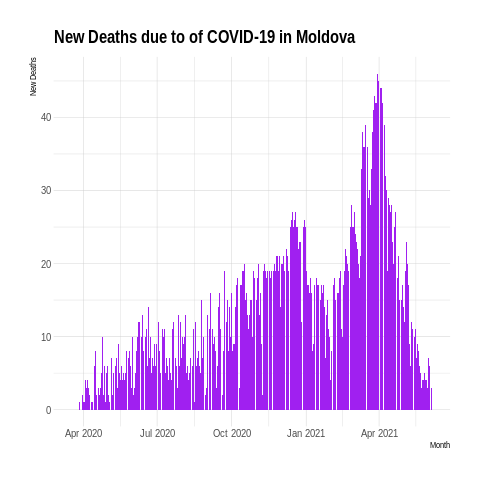 New Deaths due to of COVID-19 in Moldova
New Deaths
40
30
20
10
0
Apr 2020 Jul 2020 Oct 2020 Jan 2021 Apr 2021
Month